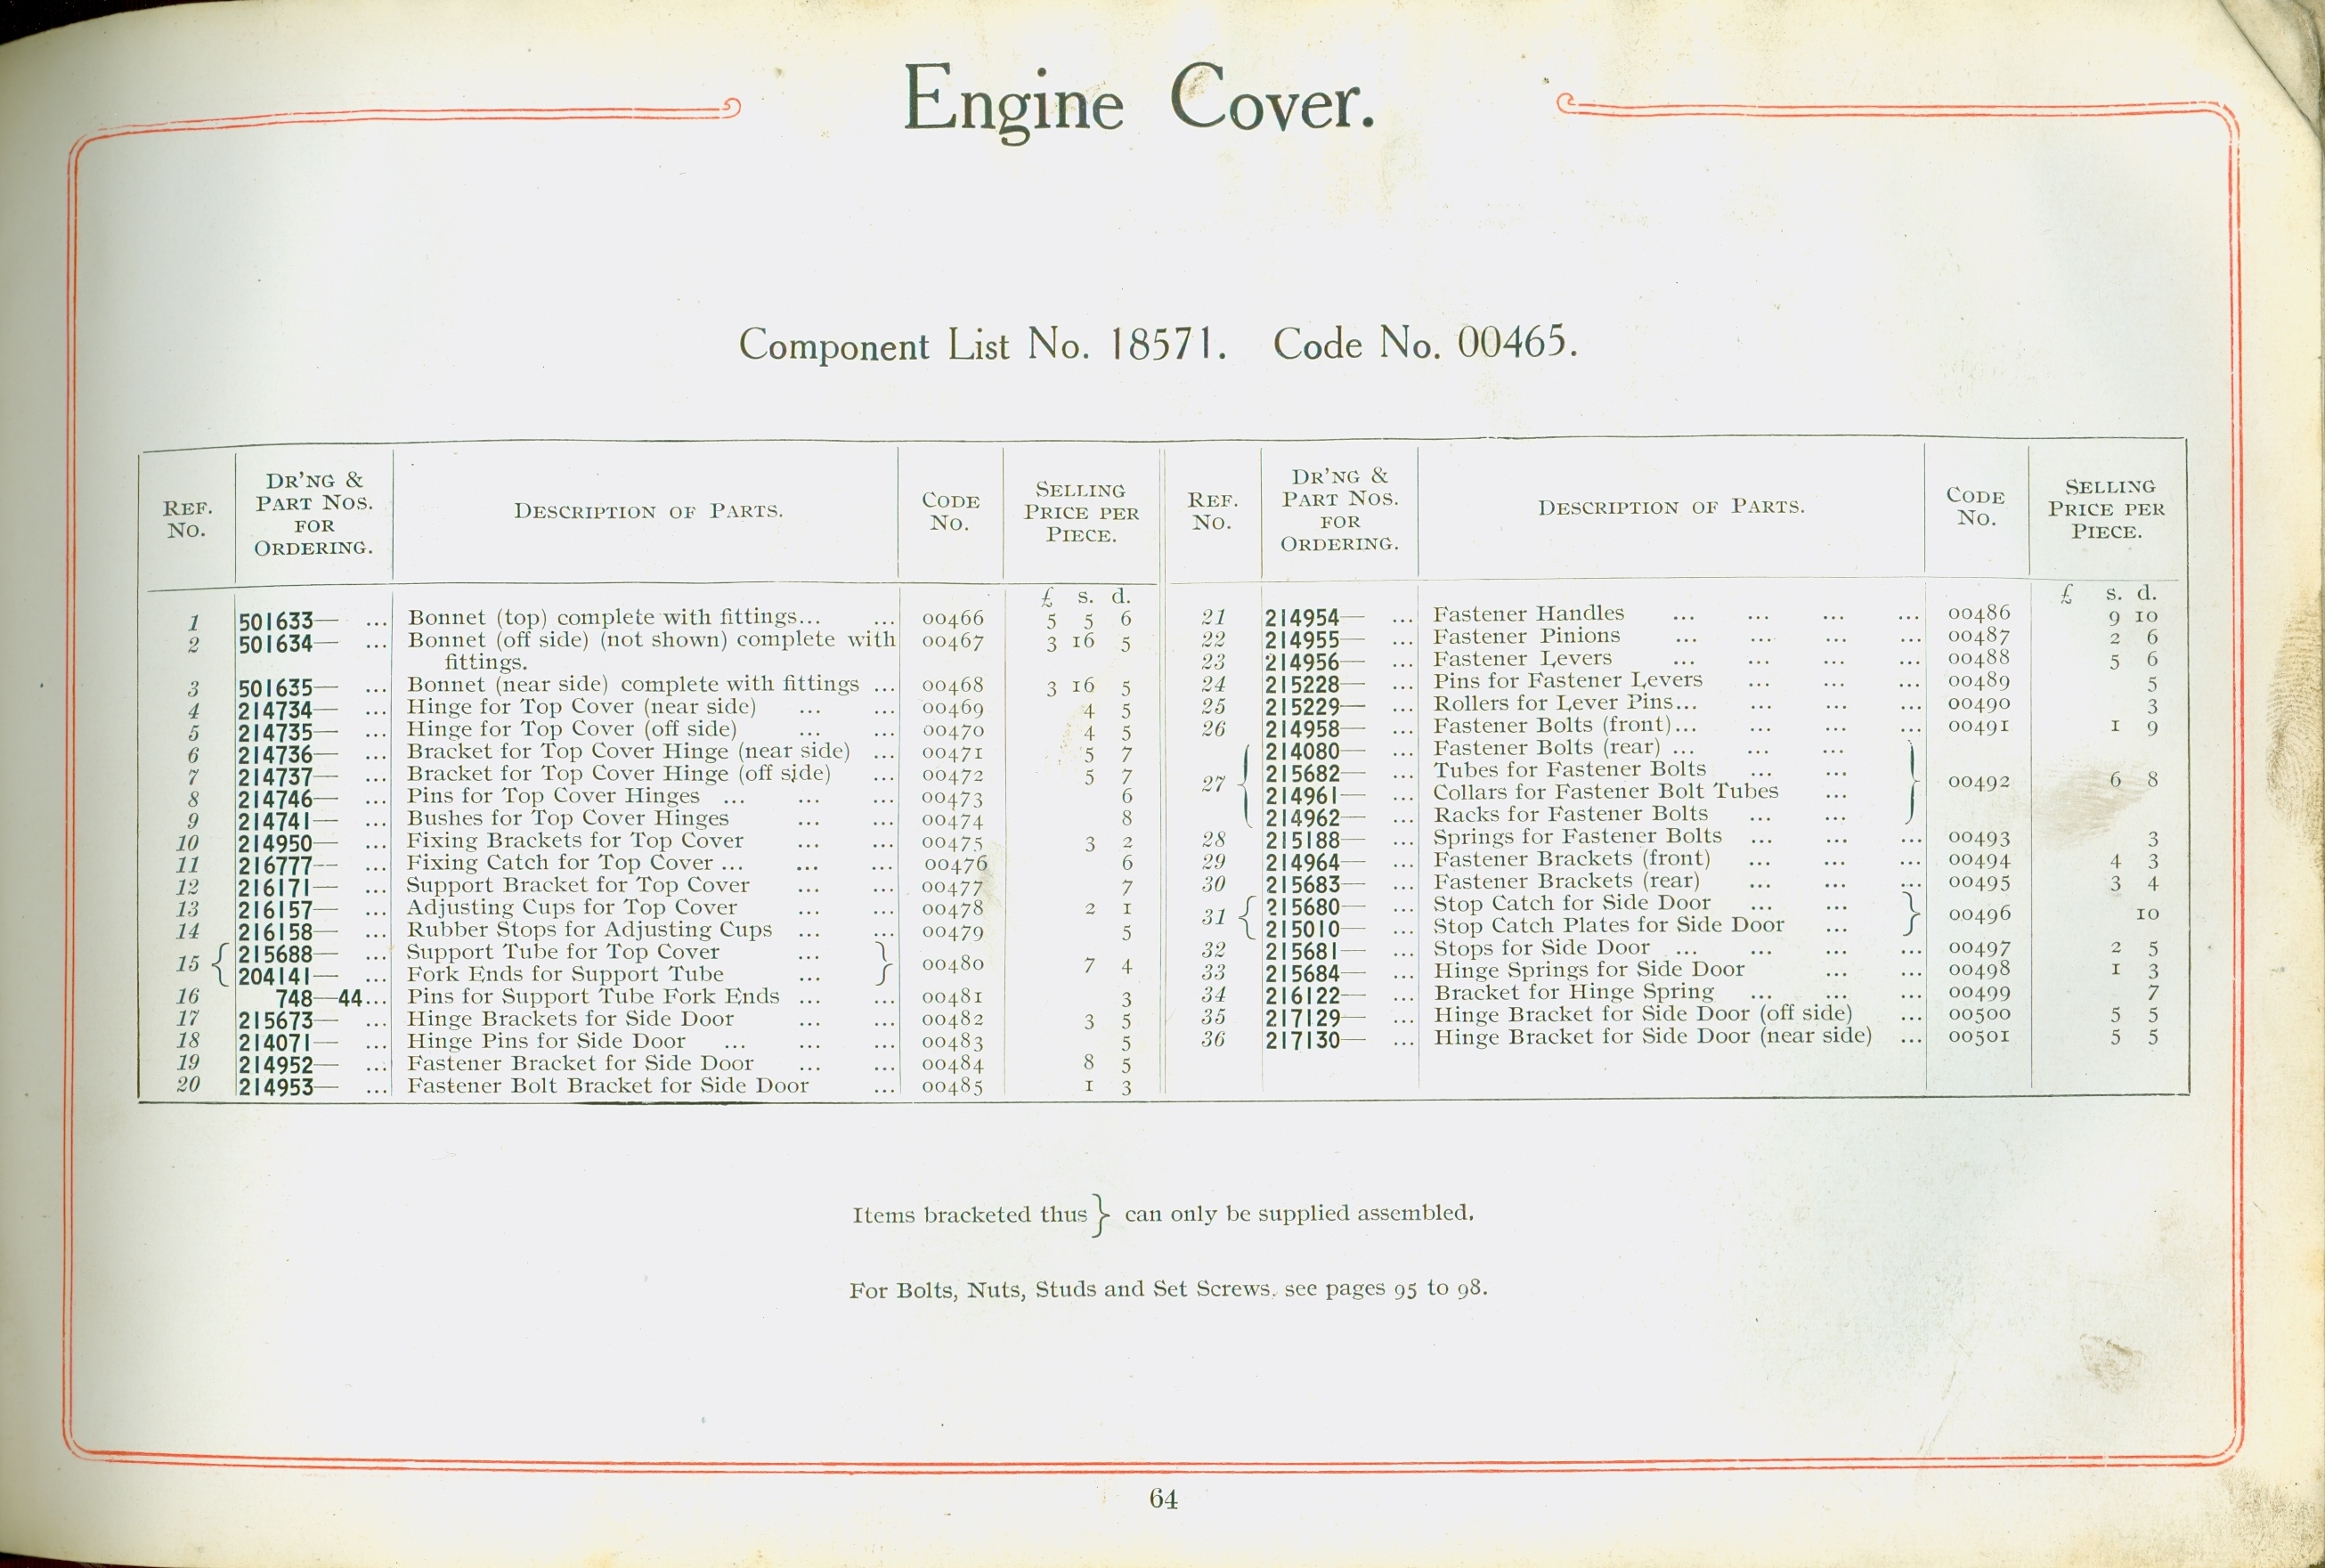 Engine Cover.
Component List No. 18571. Code No. 00465.
REF. No. DR'NG & PART NOS. FOR ORDERING. DESCRIPTION OF PARTS. CODE No. SELLING PRICE PER PIECE.
£ s. d.
1 501633— ... Bonnet (top) complete with fittings... ... 00466 5 5 6
2 501634— ... Bonnet (off side) (not shown) complete with 00467 3 16 5
fittings.
3 501635— ... Bonnet (near side) complete with fittings ... 00468 3 16 5
4 214734— ... Hinge for Top Cover (near side) ... ... 00469 4 5
5 214735— ... Hinge for Top Cover (off side) ... ... 00470 4 5
6 214736— ... Bracket for Top Cover Hinge (near side) ... 00471 5 7
7 214737— ... Bracket for Top Cover Hinge (off side) ... 00472 5 7
8 214746— ... Pins for Top Cover Hinges ... ... ... 00473 6
9 214741— ... Bushes for Top Cover Hinges ... ... 00474 8
10 214950— ... Fixing Brackets for Top Cover ... ... 00475 3 2
11 216777— ... Fixing Catch for Top Cover ... ... ... 00476 6
12 216171— ... Support Bracket for Top Cover ... ... 00477 7
13 216157— ... Adjusting Cups for Top Cover ... ... 00478 2 1
14 216158— ... Rubber Stops for Adjusting Cups ... ... 00479 5
15 { 215688— ... Support Tube for Top Cover ... } 00480 7 4
204141— ... Fork Ends for Support Tube ...
16 748—44... Pins for Support Tube Fork Ends ... ... 00481 3
17 215673— ... Hinge Brackets for Side Door ... ... 00482 3 5
18 214071— ... Hinge Pins for Side Door ... ... ... 00483 5
19 214952— ... Fastener Bracket for Side Door ... ... 00484 8 5
20 214953— ... Fastener Bolt Bracket for Side Door ... 00485 1 3
REF. No. DR'NG & PART NOS. FOR ORDERING. DESCRIPTION OF PARTS. CODE No. SELLING PRICE PER PIECE.
£ s. d.
21 214954— ... Fastener Handles ... ... ... ... 00486 9 10
22 214955— ... Fastener Pinions ... ... ... ... 00487 2 6
23 214956— ... Fastener Levers ... ... ... ... 00488 5 6
24 215228— ... Pins for Fastener Levers ... ... ... 00489 5
25 215229— ... Rollers for Lever Pins... ... ... ... 00490 3
26 214958— ... Fastener Bolts (front)... ... ... ... 00491 1 9
27 { 214080— ... Fastener Bolts (rear) ... ... ... } 00492 6 8
215682— ... Tubes for Fastener Bolts ... ...
214961— ... Collars for Fastener Bolt Tubes ...
214962— ... Racks for Fastener Bolts ... ...
28 215188— ... Springs for Fastener Bolts ... ... ... 00493 3
29 214964— ... Fastener Brackets (front) ... ... ... 00494 4 3
30 215683— ... Fastener Brackets (rear) ... ... ... 00495 3 4
31 { 215680— ... Stop Catch for Side Door ... ... } 00496 10
215010— ... Stop Catch Plates for Side Door ...
32 215681— ... Stops for Side Door ... ... ... ... 00497 2 5
33 215684— ... Hinge Springs for Side Door ... ... 00498 1 3
34 216122— ... Bracket for Hinge Spring ... ... ... 00499 7
35 217129— ... Hinge Bracket for Side Door (off side) ... 00500 5 5
36 217130— ... Hinge Bracket for Side Door (near side) ... 00501 5 5
Items bracketed thus } can only be supplied assembled.
For Bolts, Nuts, Studs and Set Screws. see pages 95 to 98.
64